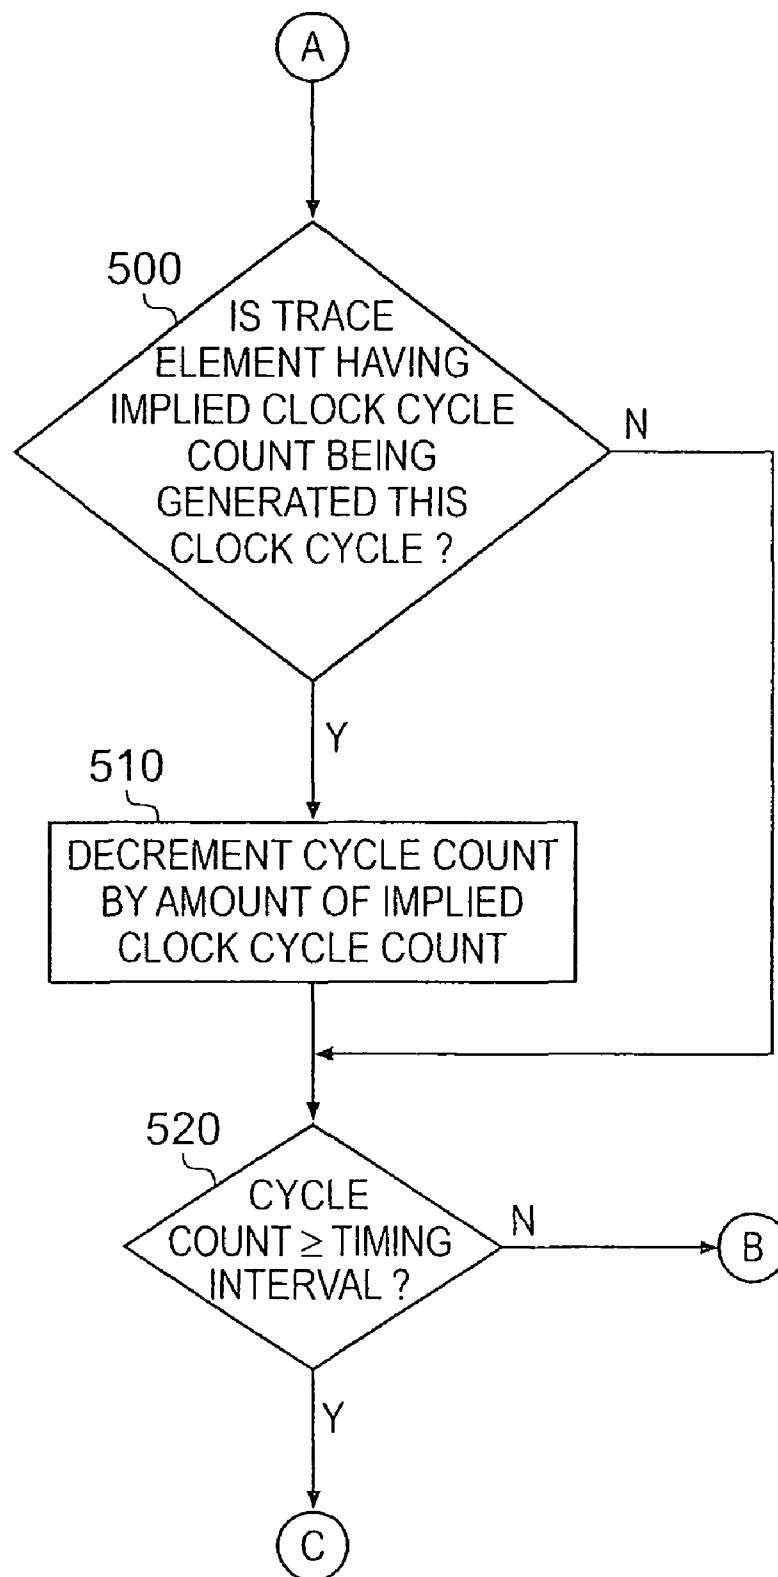 A
500
IS TRACE
ELEMENT HAVING
IMPLIED CLOCK CYCLE
COUNT BEING
GENERATED THIS
CLOCK CYCLE ?
N
Y
510
DECREMENT CYCLE COUNT
BY AMOUNT OF IMPLIED
CLOCK CYCLE COUNT
520
CYCLE
COUNT ≥ TIMING
INTERVAL ?
N
B
Y
C